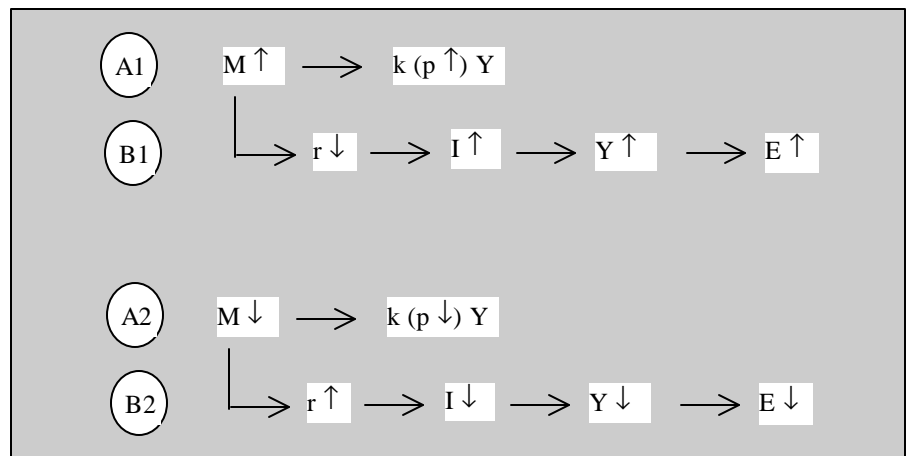 A1 M ↑ → k (p ↑) Y
B1 → r ↓ → I ↑ → Y ↑ → E ↑
A2 M ↓ → k (p ↓) Y
B2 → r ↑ → I ↓ → Y ↓ → E ↓